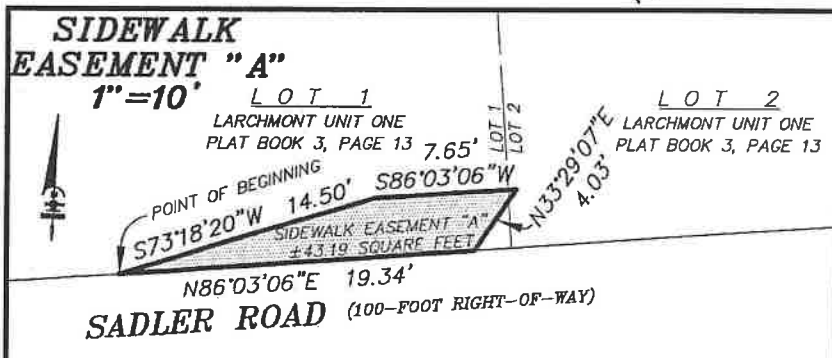 SIDEWALK
EASEMENT "A"
1"=10'
LOT 1
LARCHMONT UNIT ONE
PLAT BOOK 3, PAGE 13
LOT 1
LOT 2
LOT 2
LARCHMONT UNIT ONE
PLAT BOOK 3, PAGE 13
POINT OF BEGINNING
S73°18'20"W 14.50'
7.65'
S86°03'06"W
N33°29'07"E
4.03'
SIDEWALK EASEMENT "A"
±43.19 SQUARE FEET
N86°03'06"E 19.34'
SADLER ROAD (100-FOOT RIGHT-OF-WAY)